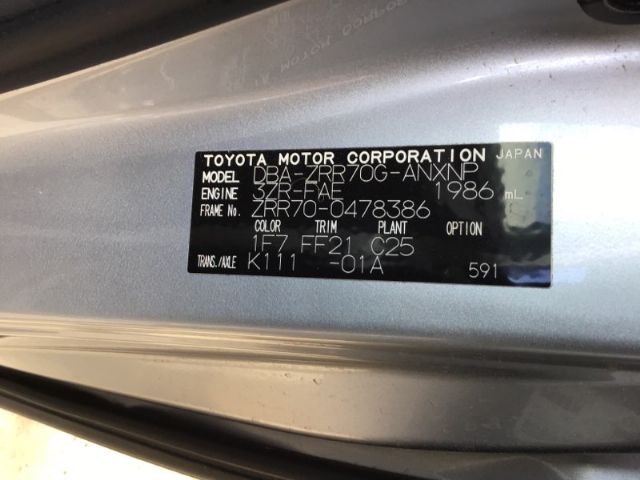 TOYOTA MOTOR CORPORATION JAPAN
MODEL DBA-ZRR70G-ANXNP
ENGINE 3ZR-FAE 1986 mL
FRAME No. ZRR70-0478386
COLOR TRIM PLANT OPTION
1F7 FF21 C25
TRANS./AXLE K111 -01A 591